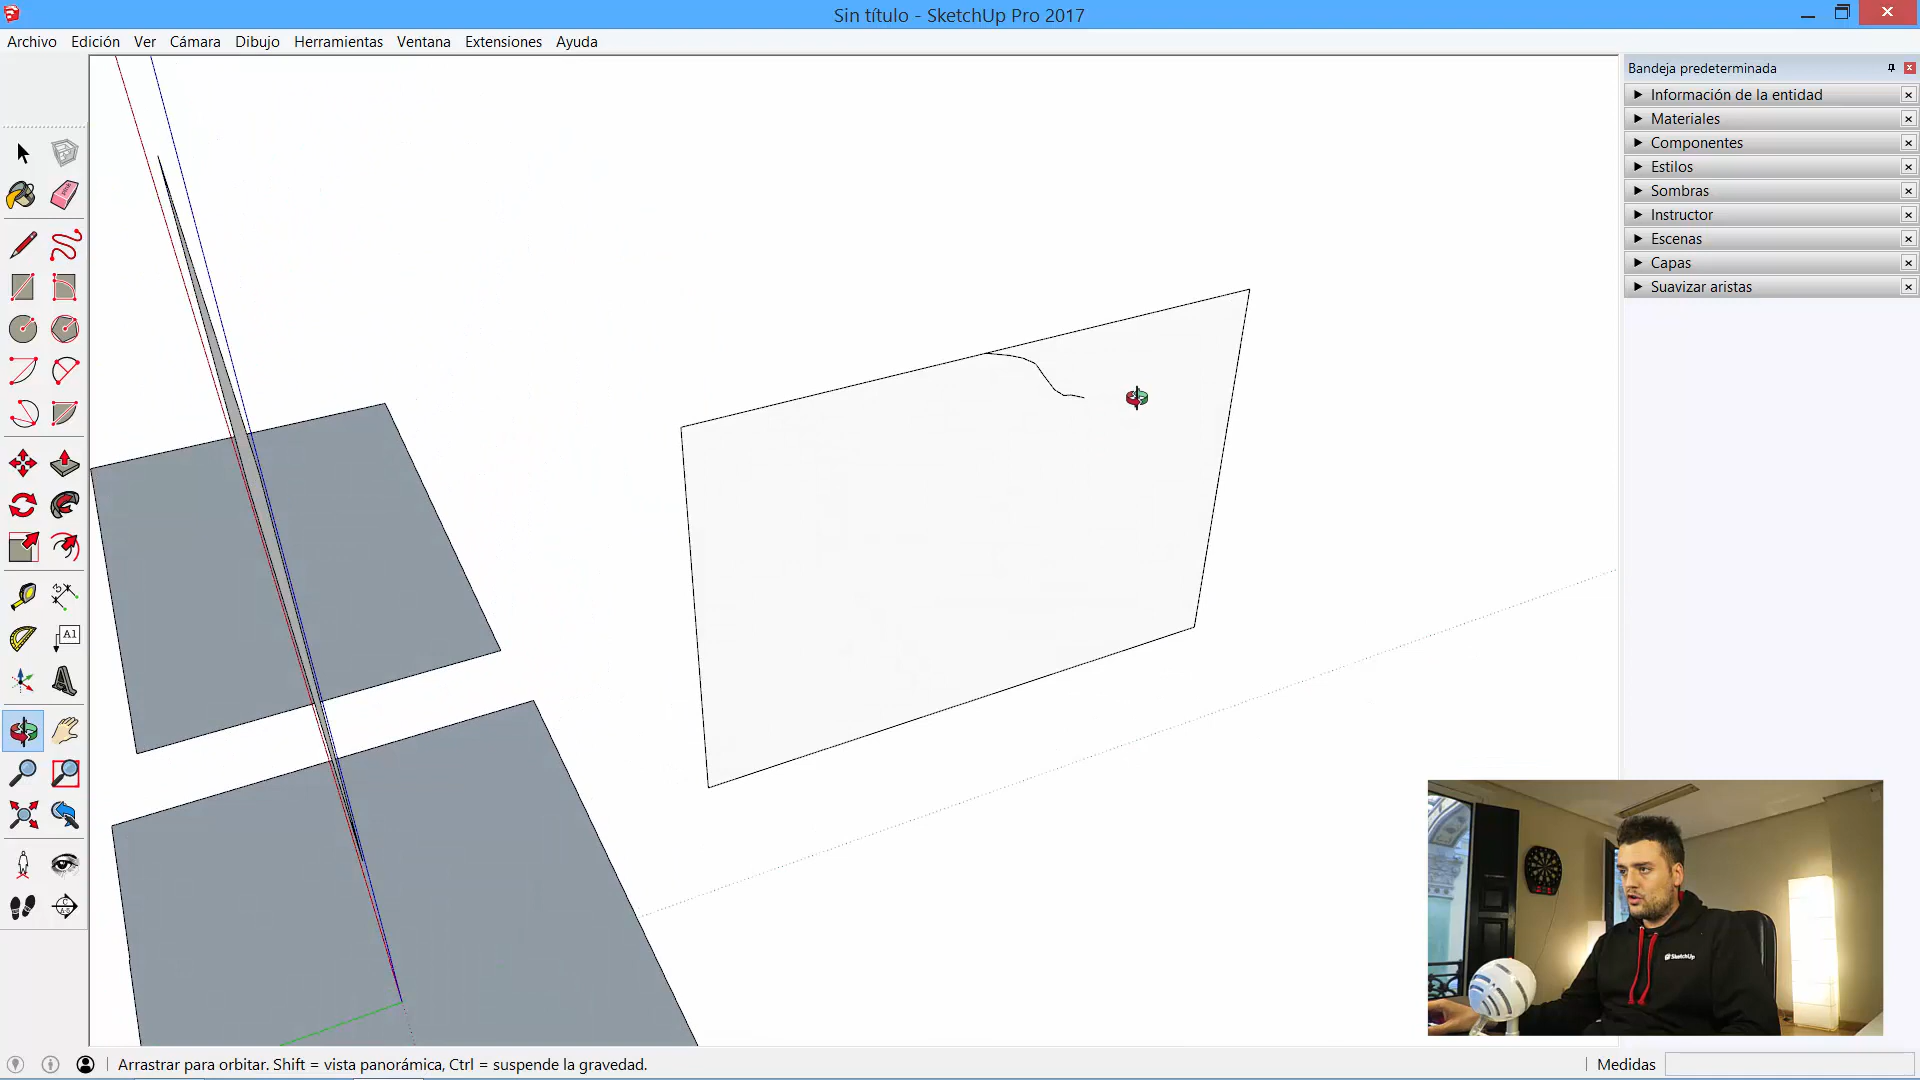 Sin título - SketchUp Pro 2017
Archivo Edición Ver Cámara Dibujo Herramientas Ventana Extensiones Ayuda
Bandeja predeterminada
Información de la entidad
Materiales
Componentes
Estilos
Sombras
Instructor
Escenas
Capas
Suavizar aristas
A1
SketchUp
Arrastrar para orbitar. Shift = vista panorámica, Ctrl = suspende la gravedad.
Medidas